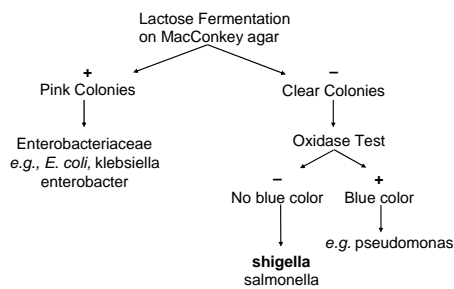 Lactose Fermentation
on MacConkey agar
+
Pink Colonies
–
Clear Colonies
Enterobacteriaceae
e.g., E. coli, klebsiella
enterobacter
Oxidase Test
–
No blue color
+
Blue color
shigella
salmonella
e.g. pseudomonas